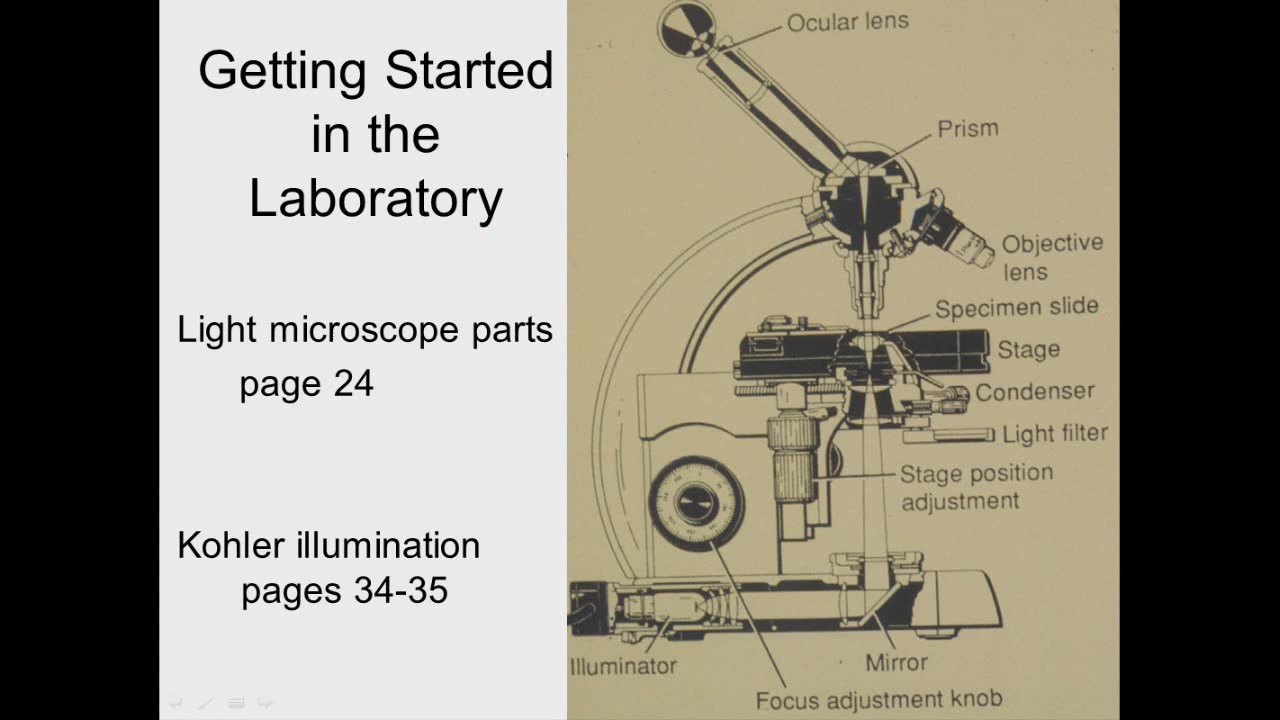 Getting Started
in the
Laboratory
Light microscope parts
page 24
Kohler illumination
pages 34-35
Ocular lens
Prism
Objective
lens
Specimen slide
Stage
Condenser
Light filter
Stage position
adjustment
Illuminator
Mirror
Focus adjustment knob